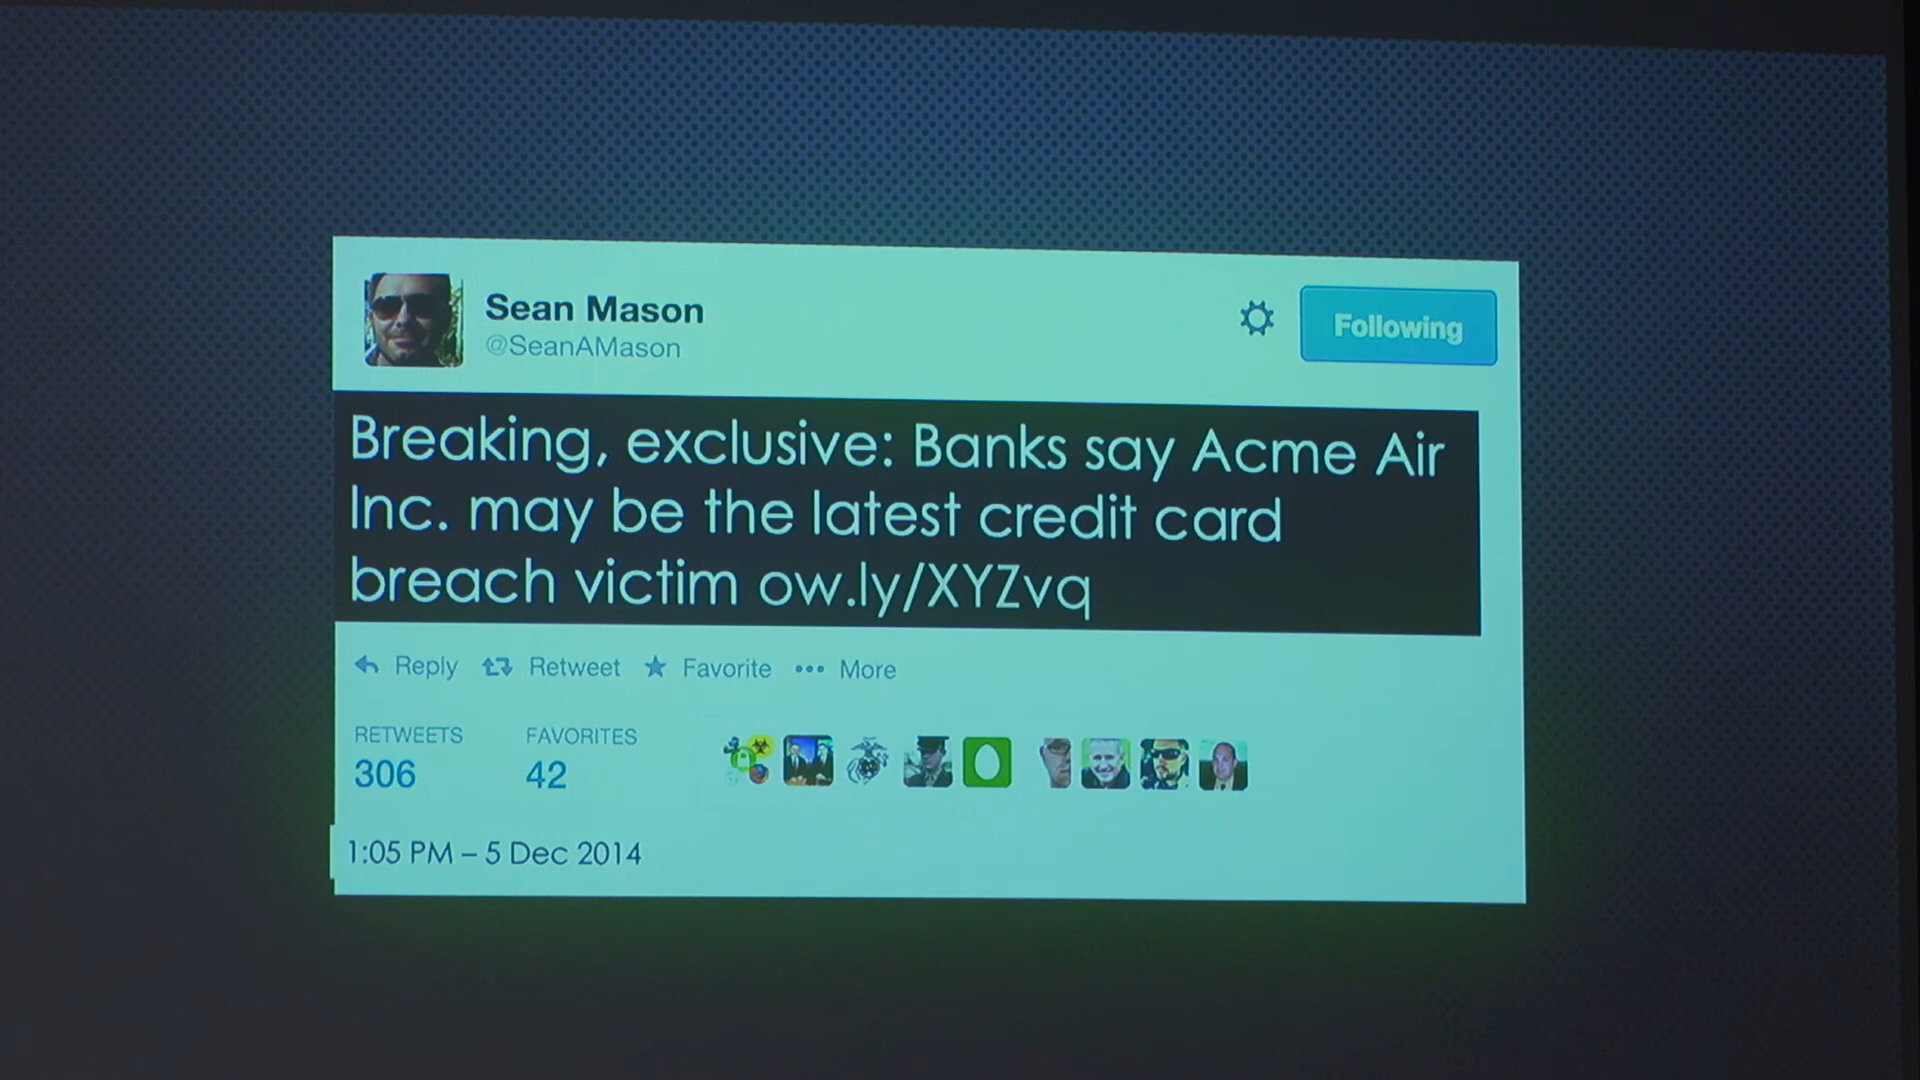 Sean Mason
@SeanAMason
Following
Breaking, exclusive: Banks say Acme Air
Inc. may be the latest credit card
breach victim ow.ly/XYZvq
Reply Retweet Favorite More
RETWEETS FAVORITES
306 42
1:05 PM – 5 Dec 2014